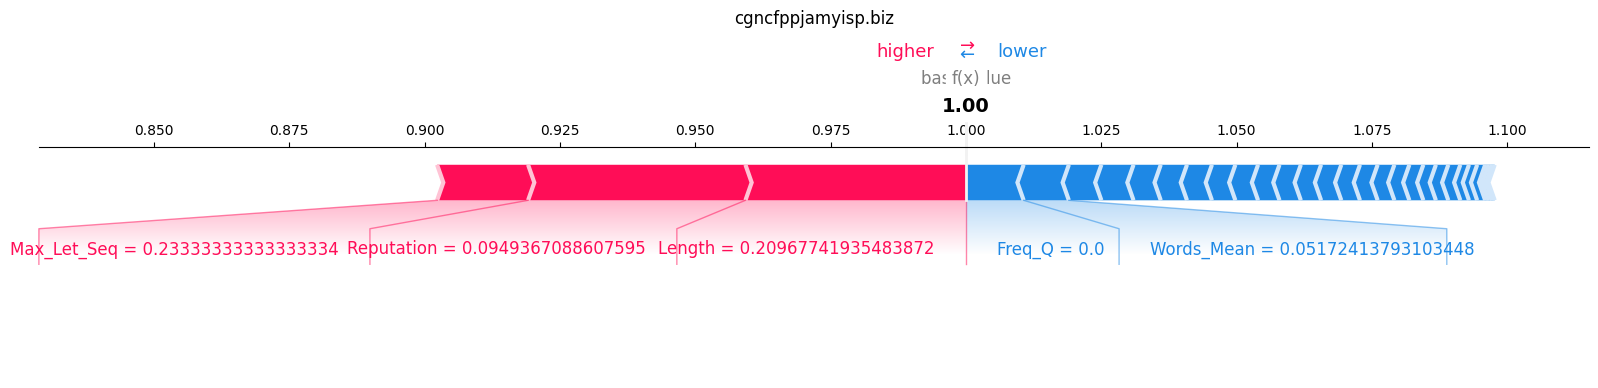 cgncfppjamyisp.biz
higher ⇄ lower
f(x)
1.00
0.850 0.875 0.900 0.925 0.950 0.975 1.000 1.025 1.050 1.075 1.100
Max_Let_Seq = 0.23333333333333334 Reputation = 0.0949367088607595 Length = 0.20967741935483872 Freq_Q = 0.0 Words_Mean = 0.05172413793103448